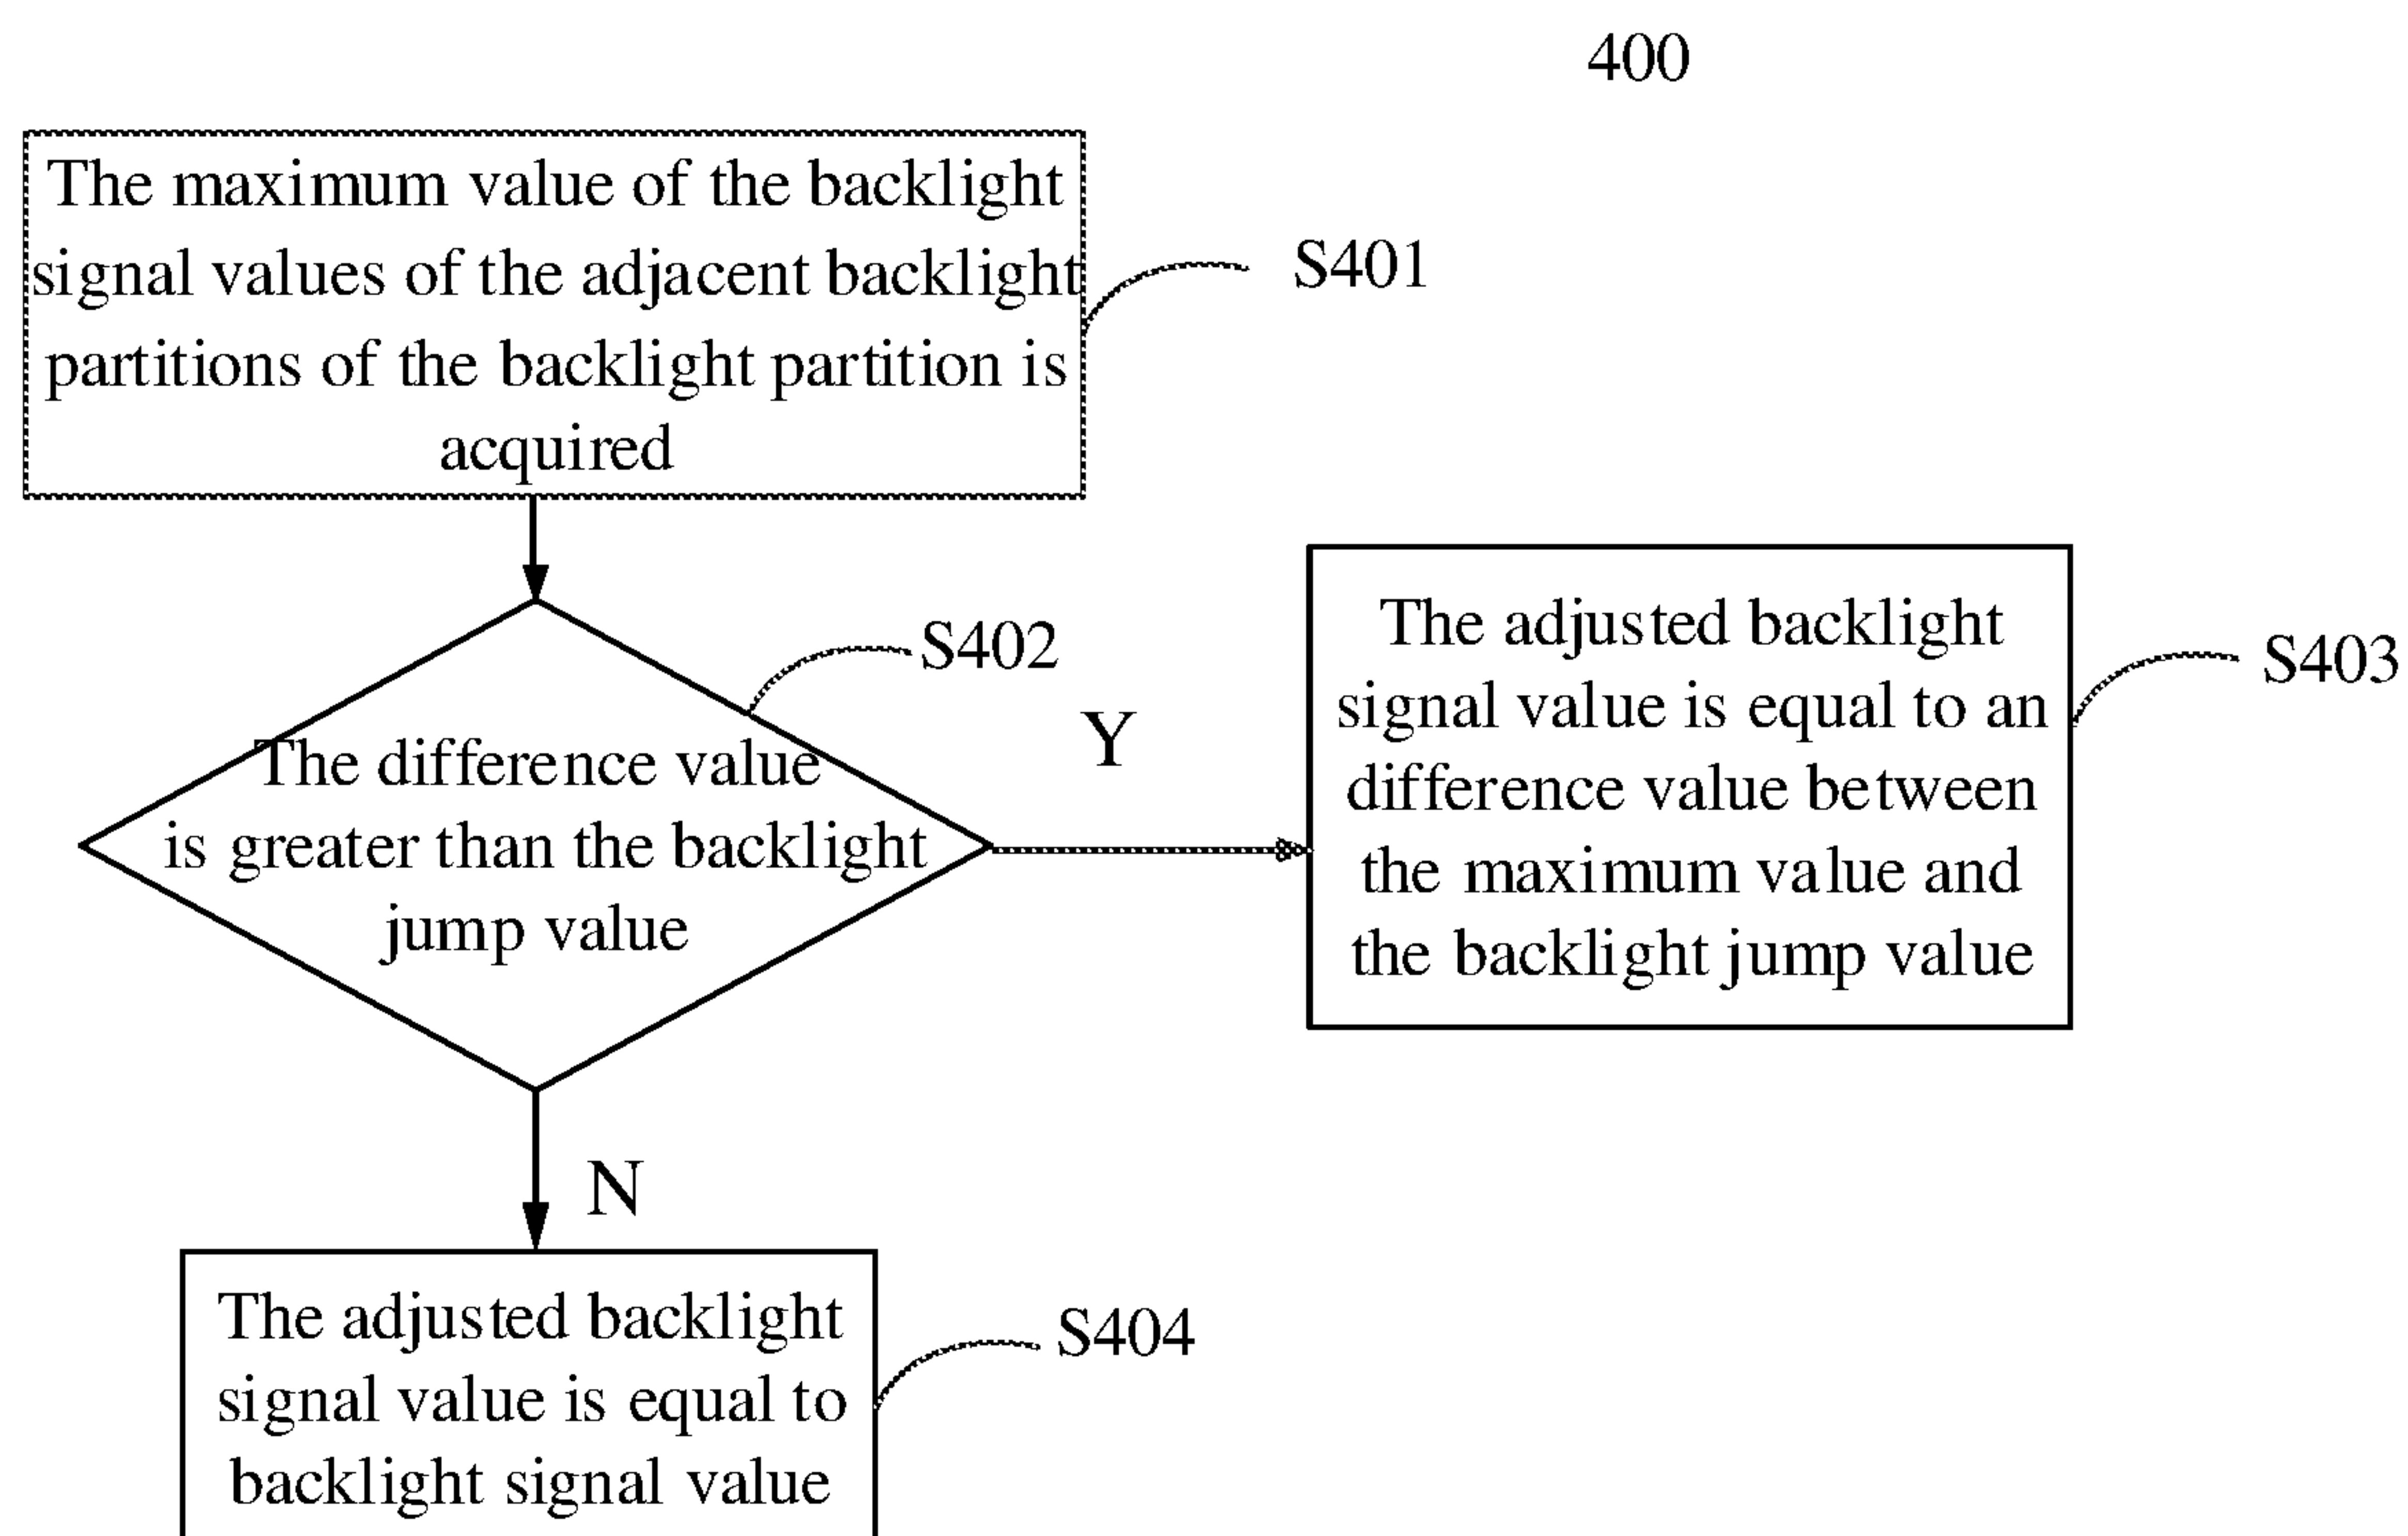 400
The maximum value of the backlight
signal values of the adjacent backlight
partitions of the backlight partition is
acquired
S401
S402
The difference value
is greater than the backlight
jump value
Y
The adjusted backlight
signal value is equal to an
difference value between
the maximum value and
the backlight jump value
S403
N
The adjusted backlight
signal value is equal to
backlight signal value
S404